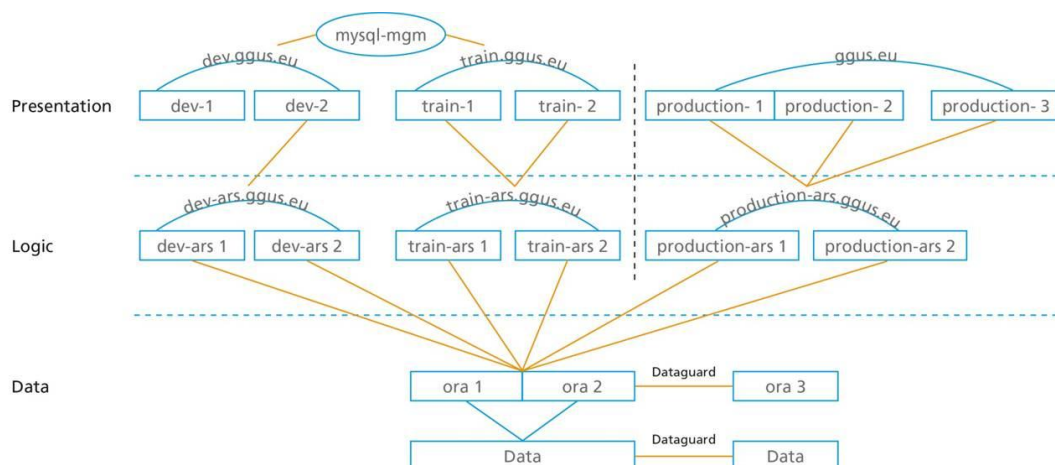 mysql-mgm
dev.ggus.eu train.ggus.eu ggus.eu
Presentation dev-1 dev-2 train-1 train- 2 production- 1 production- 2 production- 3
dev-ars.ggus.eu train-ars.ggus.eu production-ars.ggus.eu
Logic dev-ars 1 dev-ars 2 train-ars 1 train-ars 2 production-ars 1 production-ars 2
Dataguard
Data ora 1 ora 2 ora 3
Dataguard
Data Data